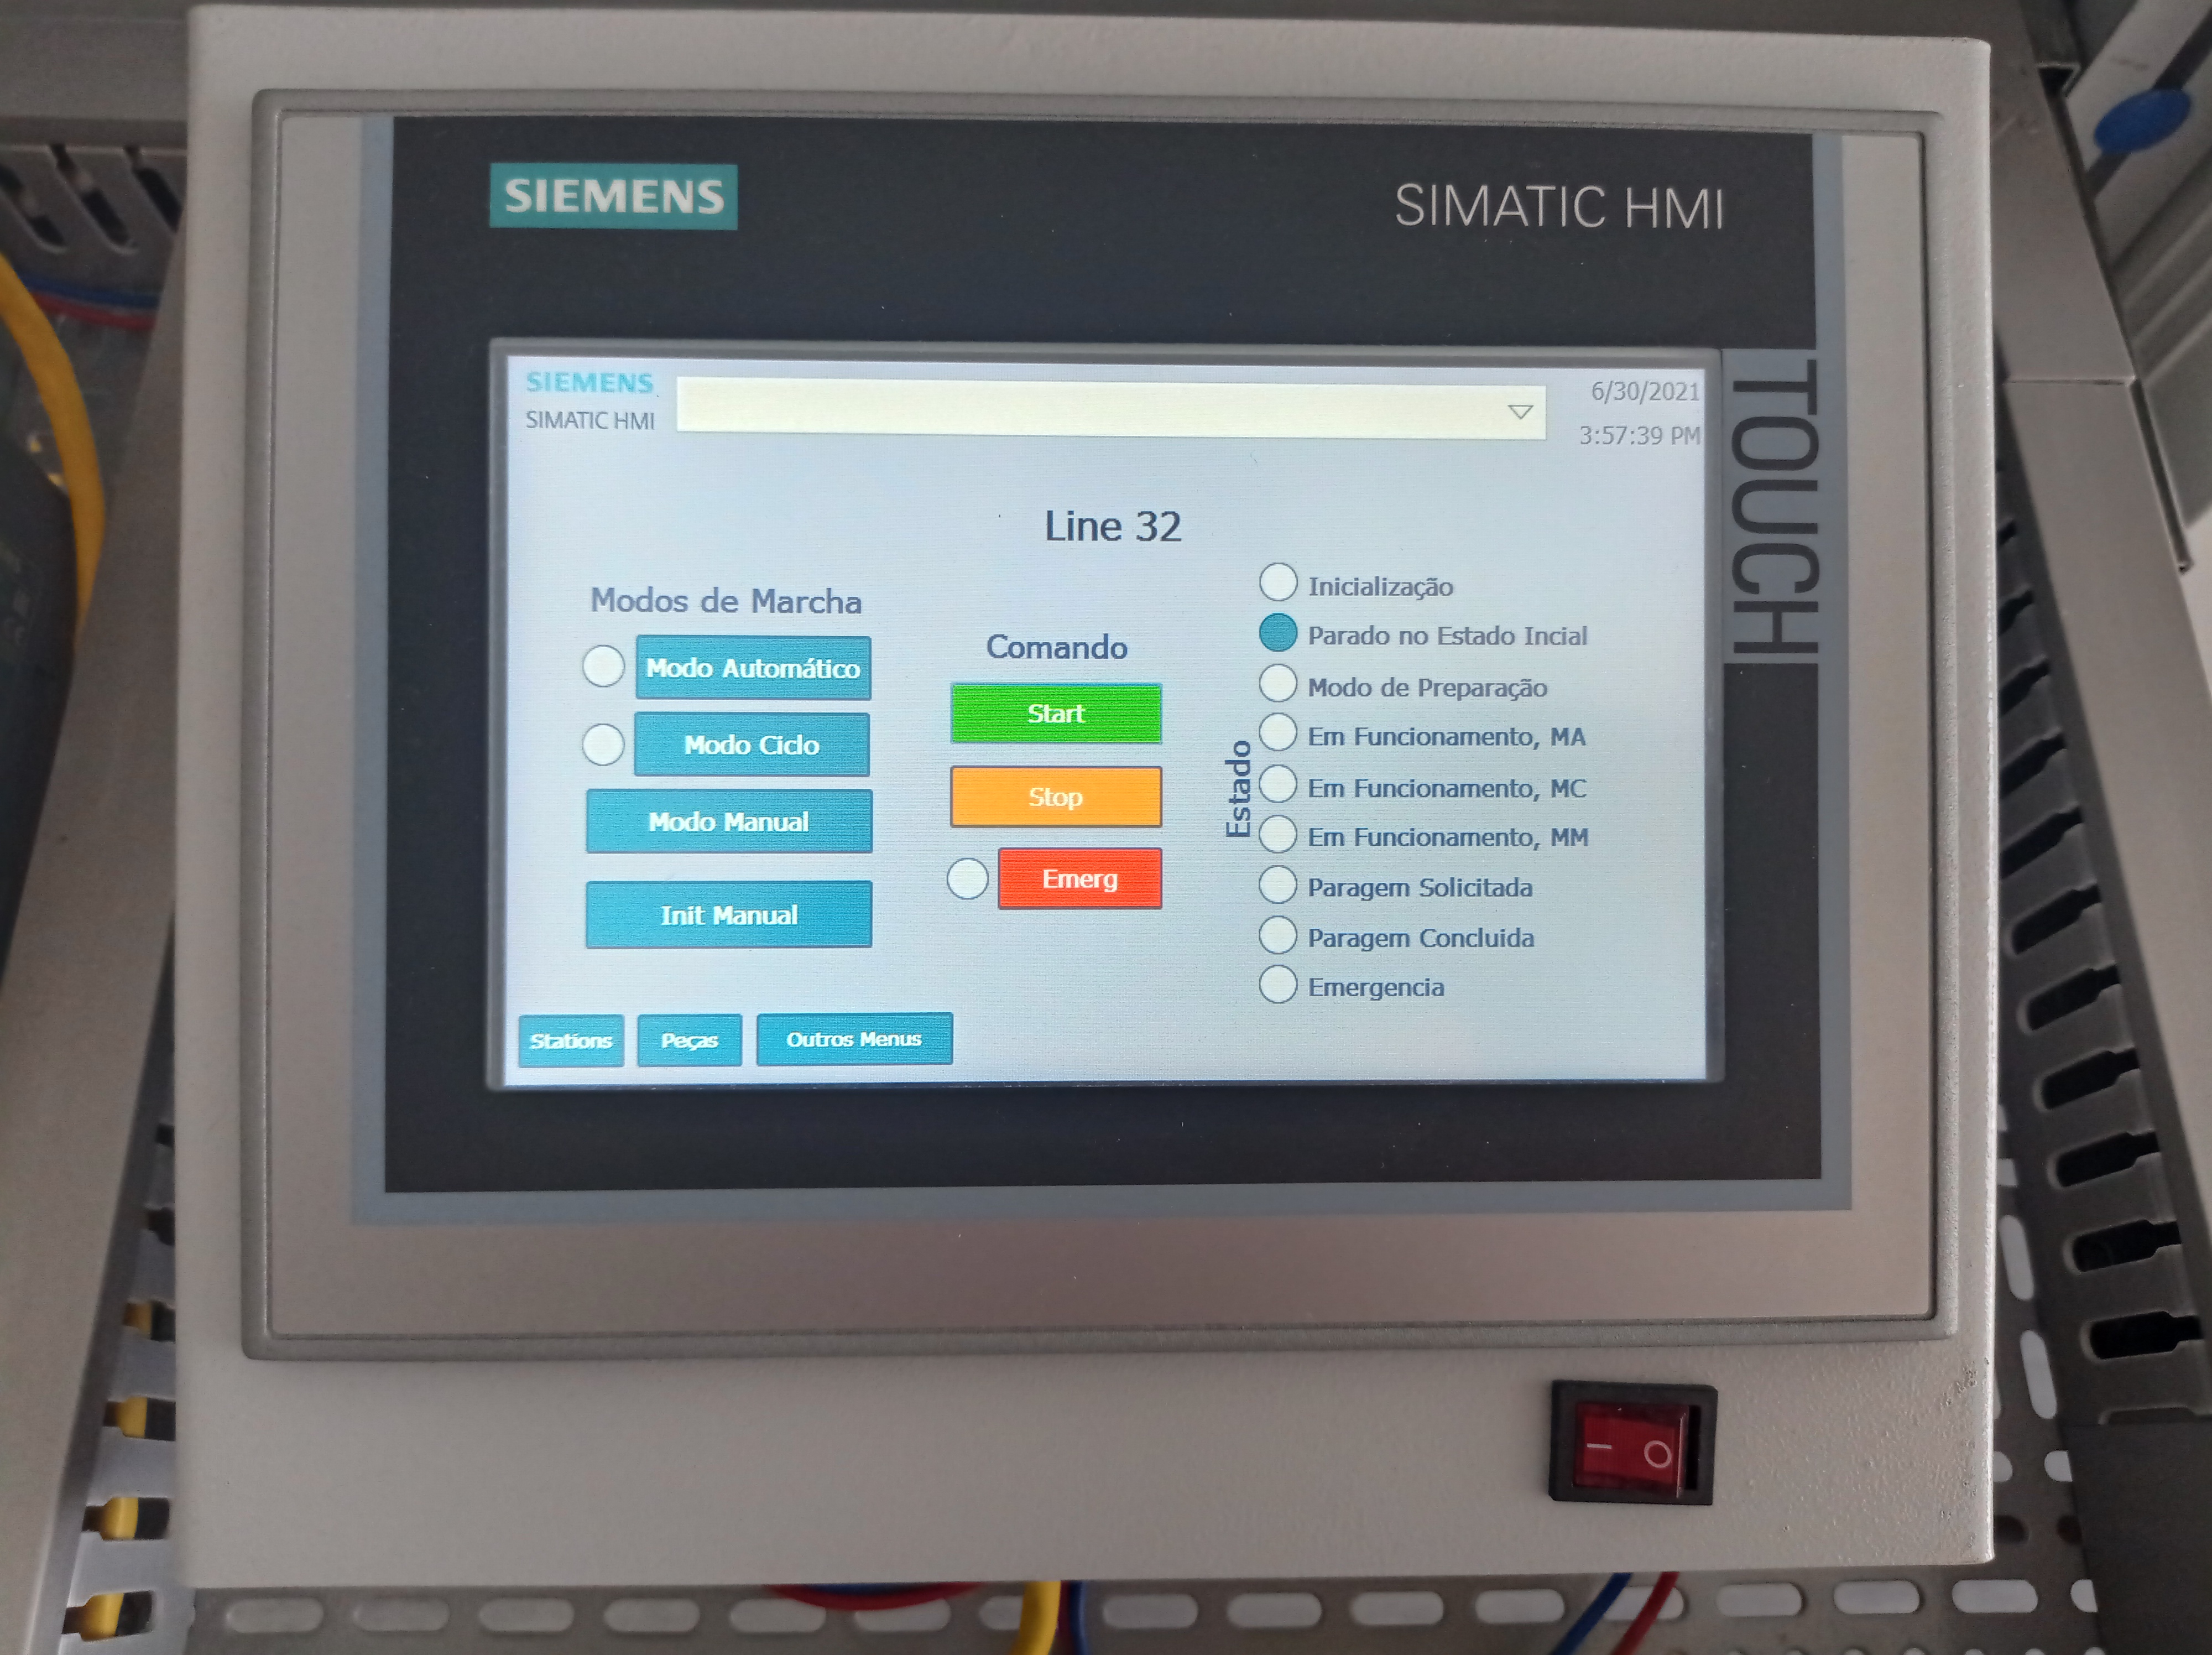 SIEMENS
SIMATIC HMI
TOUCH
SIEMENS
SIMATIC HMI
6/30/2021
3:57:39 PM
Line 32
Modos de Marcha
Modo Automático
Modo Ciclo
Modo Manual
Init Manual
Comando
Start
Stop
Emerg
Estado
Inicialização
Parado no Estado Incial
Modo de Preparação
Em Funcionamento, MA
Em Funcionamento, MC
Em Funcionamento, MM
Paragem Solicitada
Paragem Concluida
Emergencia
Stations
Peças
Outros Menus
I O